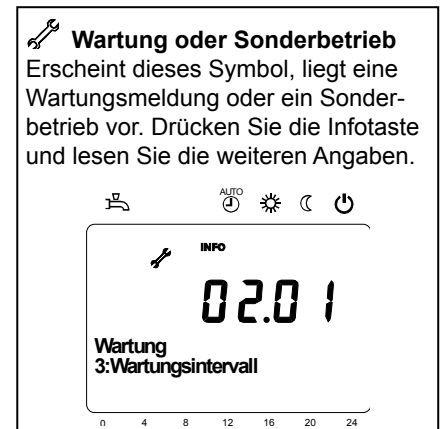 Wartung oder Sonderbetrieb
Erscheint dieses Symbol, liegt eine
Wartungsmeldung oder ein Sonder-
betrieb vor. Drücken Sie die Infotaste
und lesen Sie die weiteren Angaben.
AUTO
INFO
02.01
Wartung
3:Wartungsintervall
0 4 8 12 16 20 24